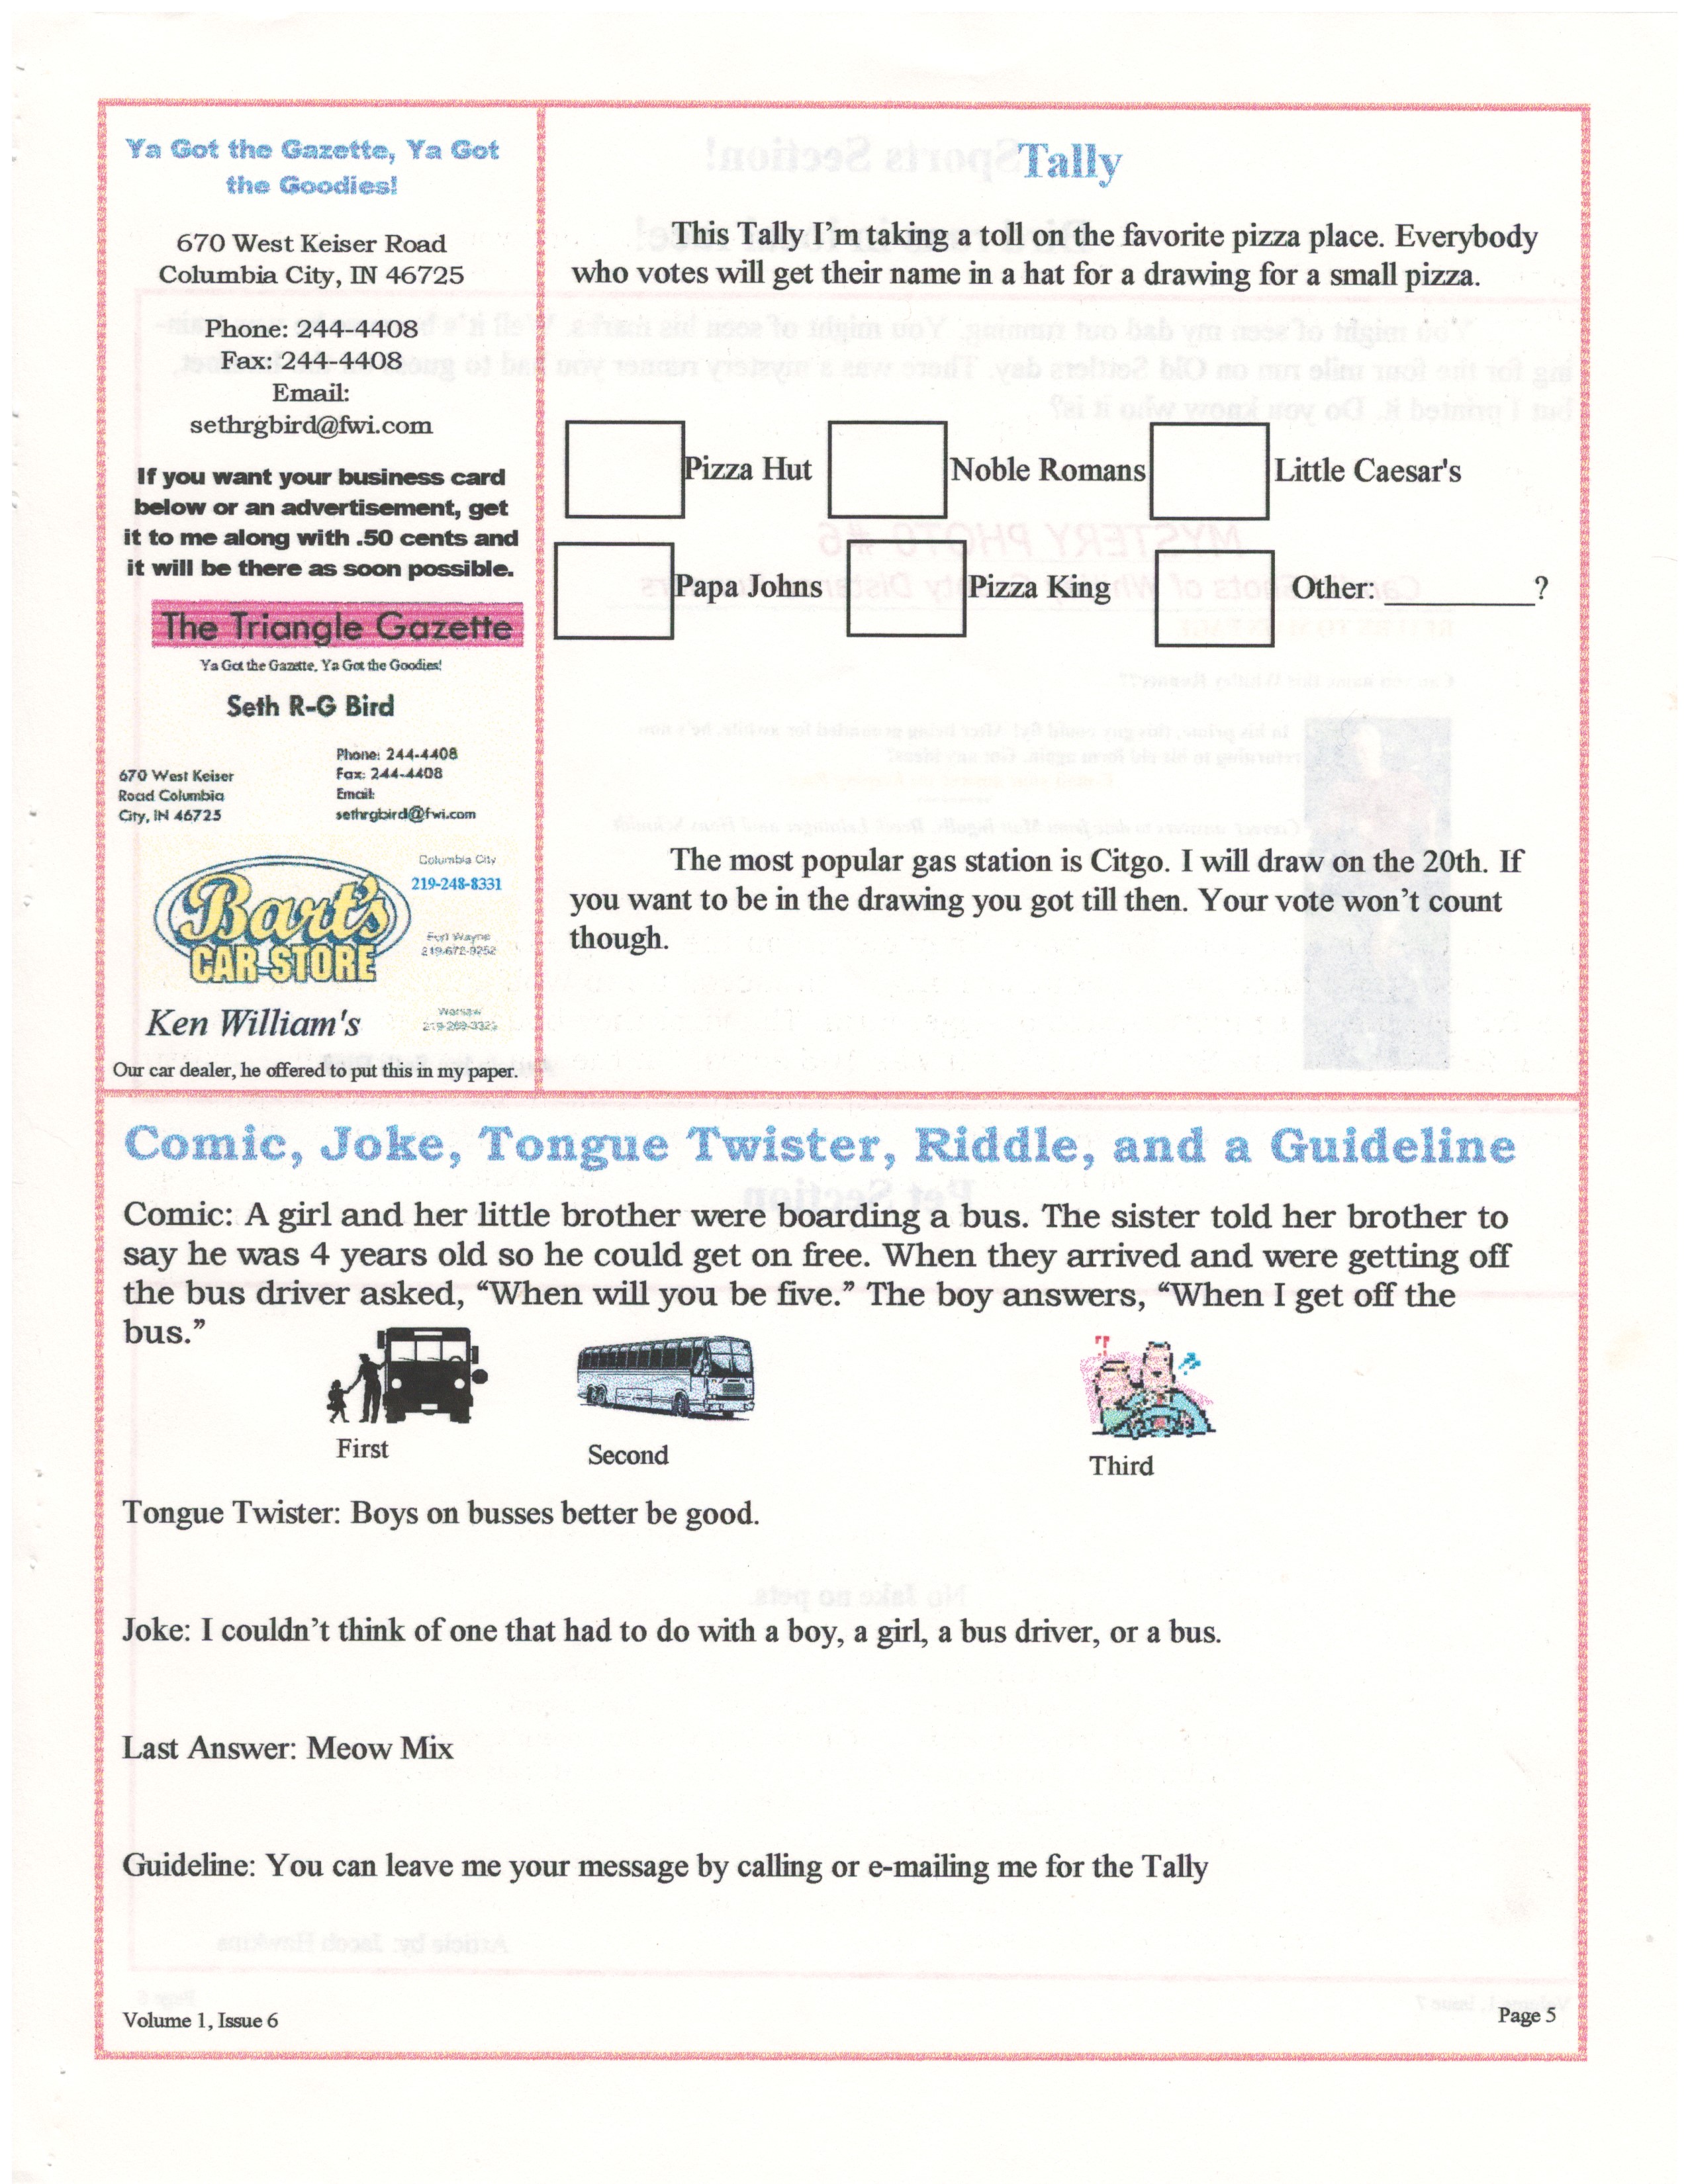 Ya Got the Gazette, Ya Got
the Goodies!
670 West Keiser Road
Columbia City, IN 46725
Phone: 244-4408
Fax: 244-4408
Email:
sethrgbird@fwi.com
If you want your business card
below or an advertisement, get
it to me along with .50 cents and
it will be there as soon possible.
The Triangle Gazette
Ya Got the Gazette, Ya Got the Goodies!
Seth R-G Bird
670 West Keiser
Road Columbia
City, IN 46725
Phone: 244-4408
Fax: 244-4408
Email:
sethrgbird@fwi.com
Bart's
CAR STORE
Columbia City
219-248-8331
Fort Wayne
219-672-9252
Warsaw
Ken William's
Our car dealer, he offered to put this in my paper.
Tally
This Tally I'm taking a toll on the favorite pizza place. Everybody
who votes will get their name in a hat for a drawing for a small pizza.
Pizza Hut Noble Romans Little Caesar's
Papa Johns Pizza King Other: __________?
The most popular gas station is Citgo. I will draw on the 20th. If
you want to be in the drawing you got till then. Your vote won't count
though.
Comic, Joke, Tongue Twister, Riddle, and a Guideline
Comic: A girl and her little brother were boarding a bus. The sister told her brother to
say he was 4 years old so he could get on free. When they arrived and were getting off
the bus driver asked, “When will you be five.” The boy answers, “When I get off the
bus.”
First Second Third
Tongue Twister: Boys on busses better be good.
Joke: I couldn't think of one that had to do with a boy, a girl, a bus driver, or a bus.
Last Answer: Meow Mix
Guideline: You can leave me your message by calling or e-mailing me for the Tally
Volume 1, Issue 6
Page 5